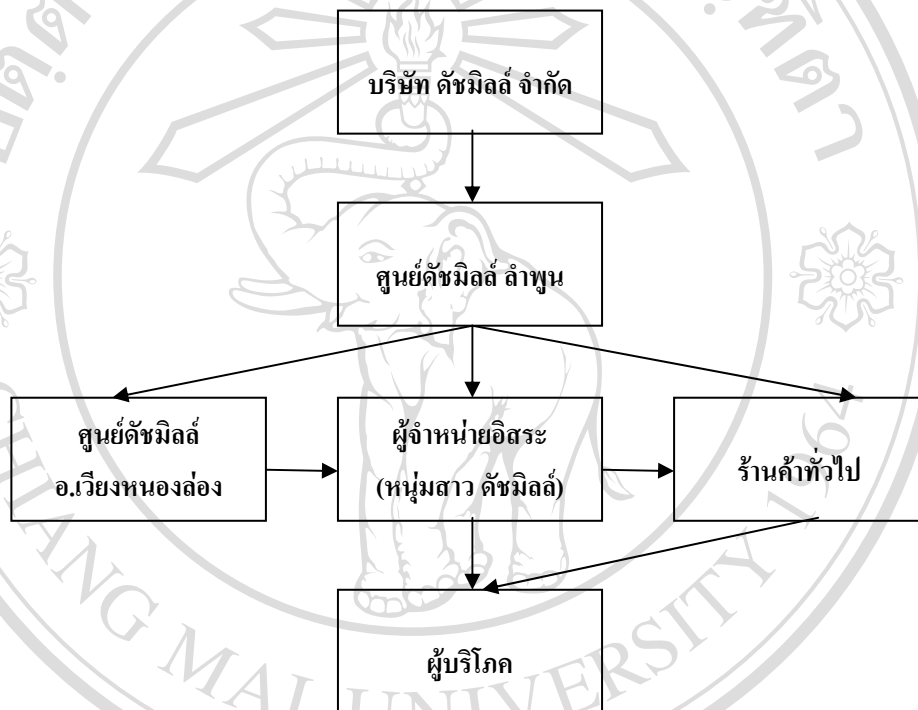 บริษัท ดัชมิลล์ จำกัด
ศูนย์ดัชมิลล์ ลำพูน
ศูนย์ดัชมิลล์
อ.เวียงหนองล่อง
ผู้จำหน่ายอิสระ
(หนุ่มสาว ดัชมิลล์)
ร้านค้าทั่วไป
ผู้บริโภค
CHIANG MAI UNIVERSITY 1964